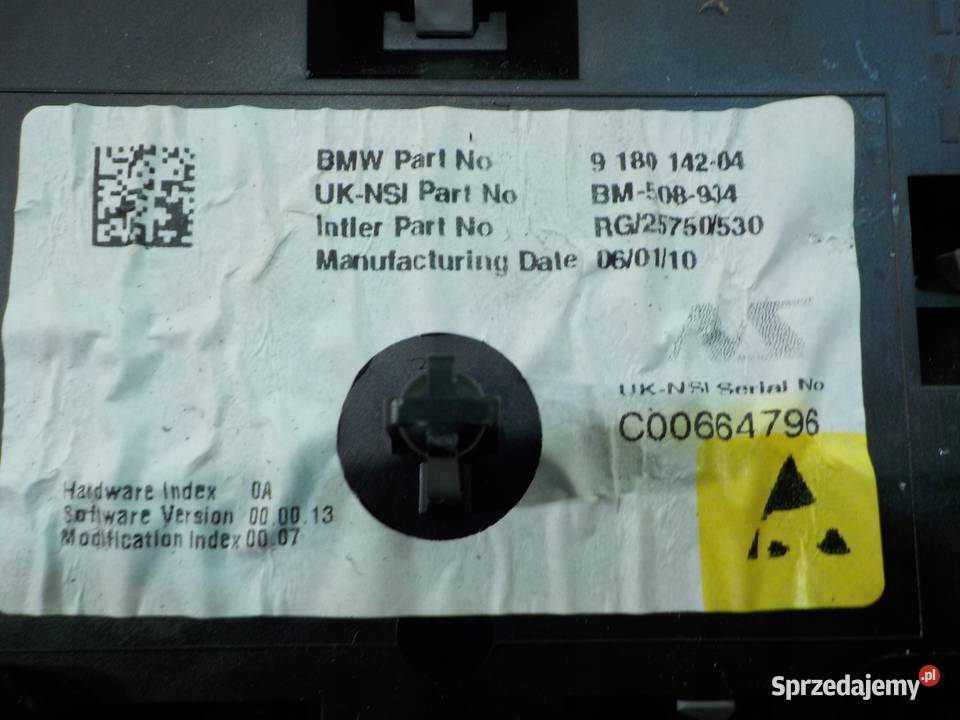 BMW Part No 9 180 142-04
UK-NSI Part No BM-508-904
Intier Part No RG/25750/530
Manufacturing Date 06/01/10
UK-NSI Serial No
C00664796
Hardware Index 0A
Software Version 00.00.13
Modification Index 00.07
Sprzedajemy.pl